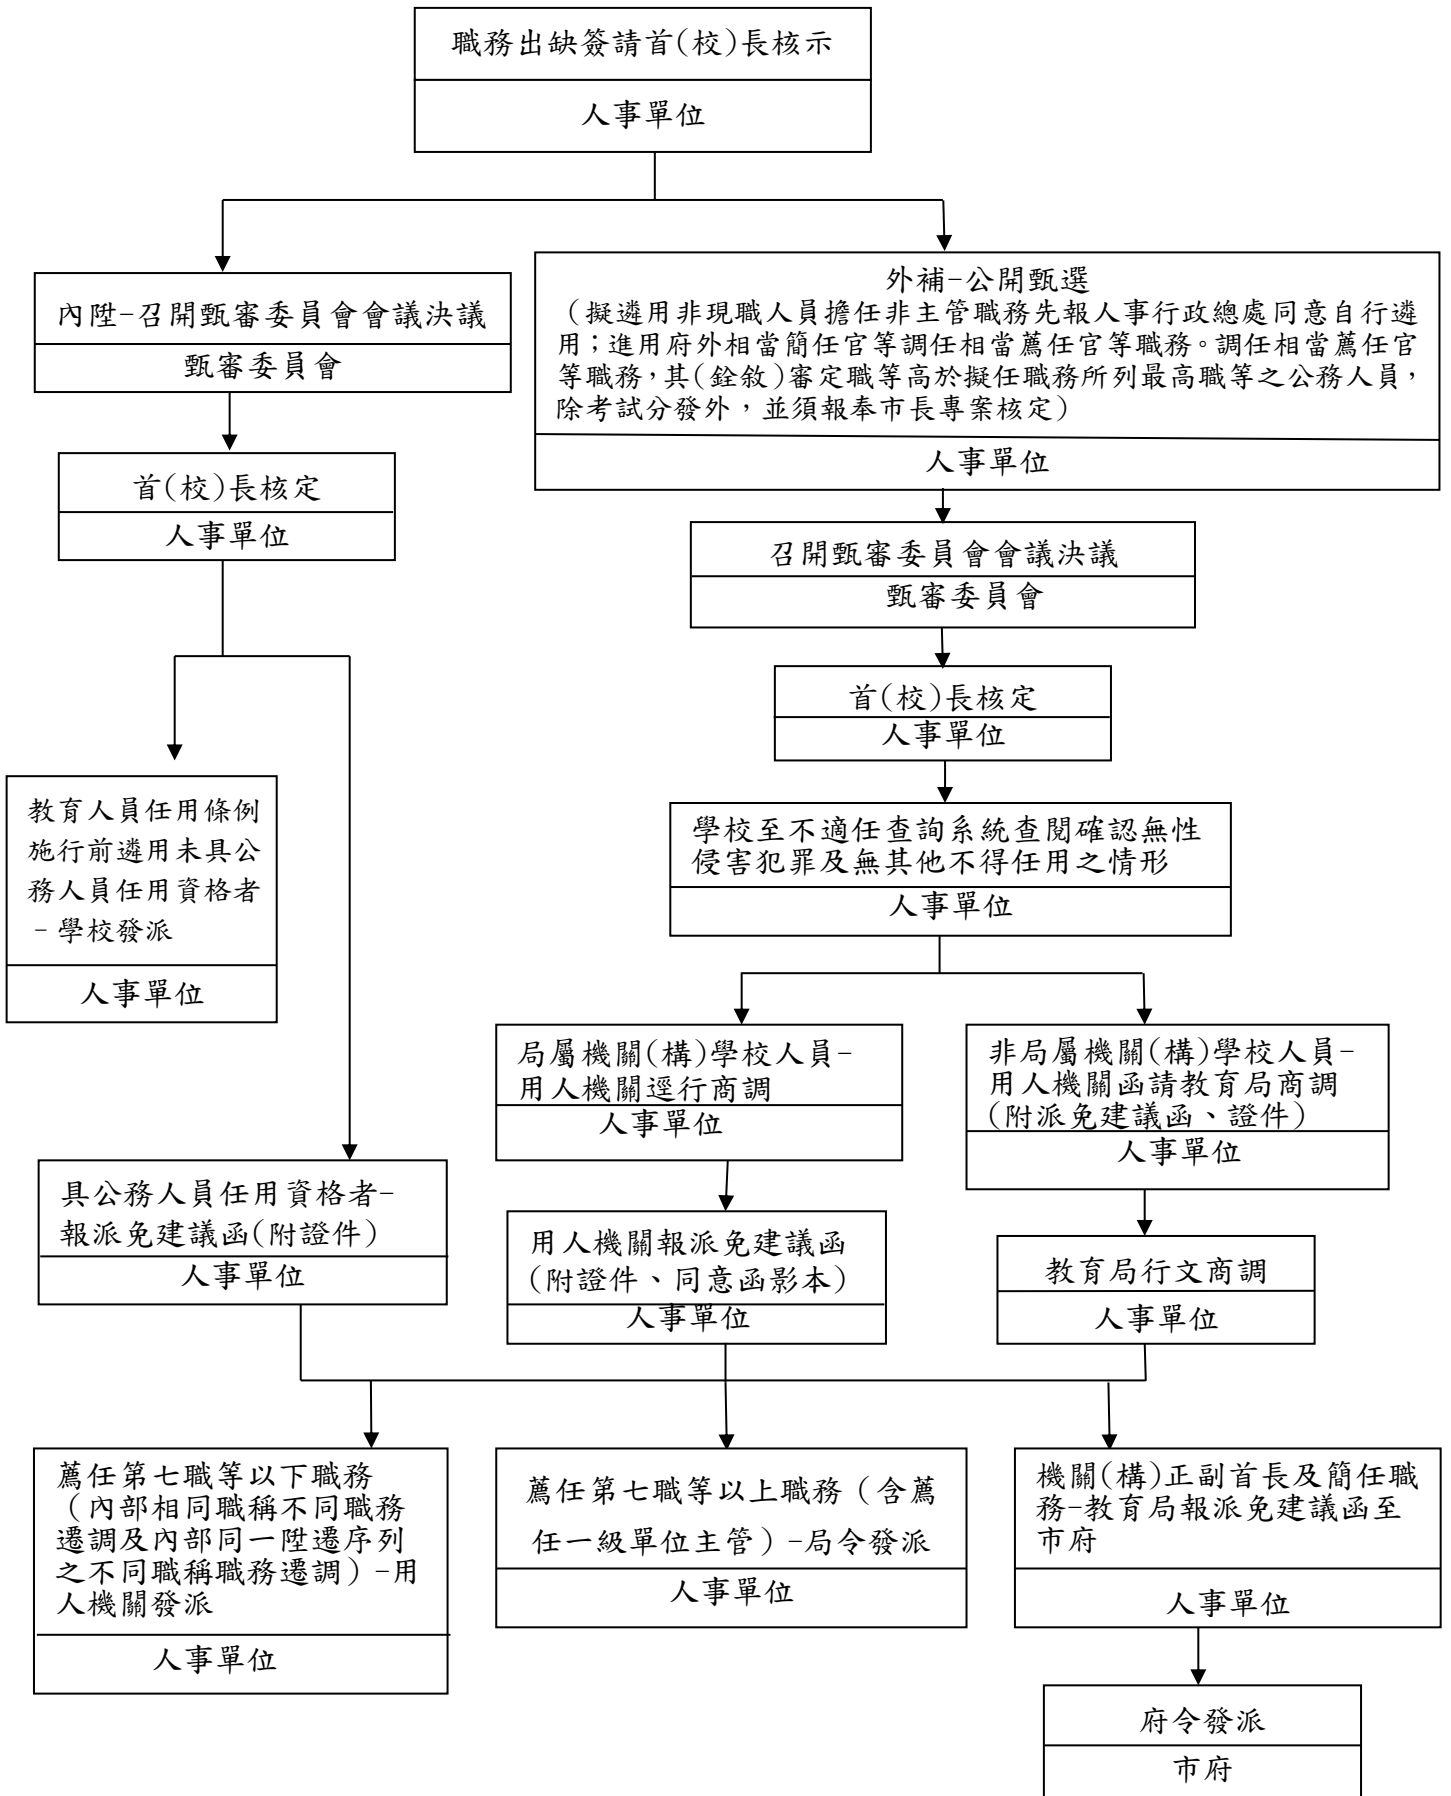 職務出缺簽請首(校)長核示
人事單位
內陞-召開甄審委員會會議決議
甄審委員會
外補-公開甄選
(擬遴用非現職人員擔任非主管職務先報人事行政總處同意自行遴
用;進用府外相當簡任官等調任相當薦任官等職務。調任相當薦任官
等職務,其(銓敘)審定職等高於擬任職務所列最高職等之公務人員,
除考試分發外,並須報奉市長專案核定)
人事單位
首(校)長核定
人事單位
召開甄審委員會會議決議
甄審委員會
首(校)長核定
人事單位
教育人員任用條例
施行前遴用未具公
務人員任用資格者
-學校發派
人事單位
學校至不適任查詢系統查閱確認無性
侵害犯罪及無其他不得任用之情形
人事單位
局屬機關(構)學校人員-
用人機關逕行商調
人事單位
非局屬機關(構)學校人員-
用人機關函請教育局商調
(附派免建議函、證件)
人事單位
具公務人員任用資格者-
報派免建議函(附證件)
人事單位
用人機關報派免建議函
(附證件、同意函影本)
人事單位
教育局行文商調
人事單位
薦任第七職等以下職務
(內部相同職稱不同職務
遷調及內部同一陞遷序列
之不同職稱職務遷調)-用
人機關發派
人事單位
薦任第七職等以上職務(含薦
任一級單位主管)-局令發派
人事單位
機關(構)正副首長及簡任職
務-教育局報派免建議函至
市府
人事單位
府令發派
市府